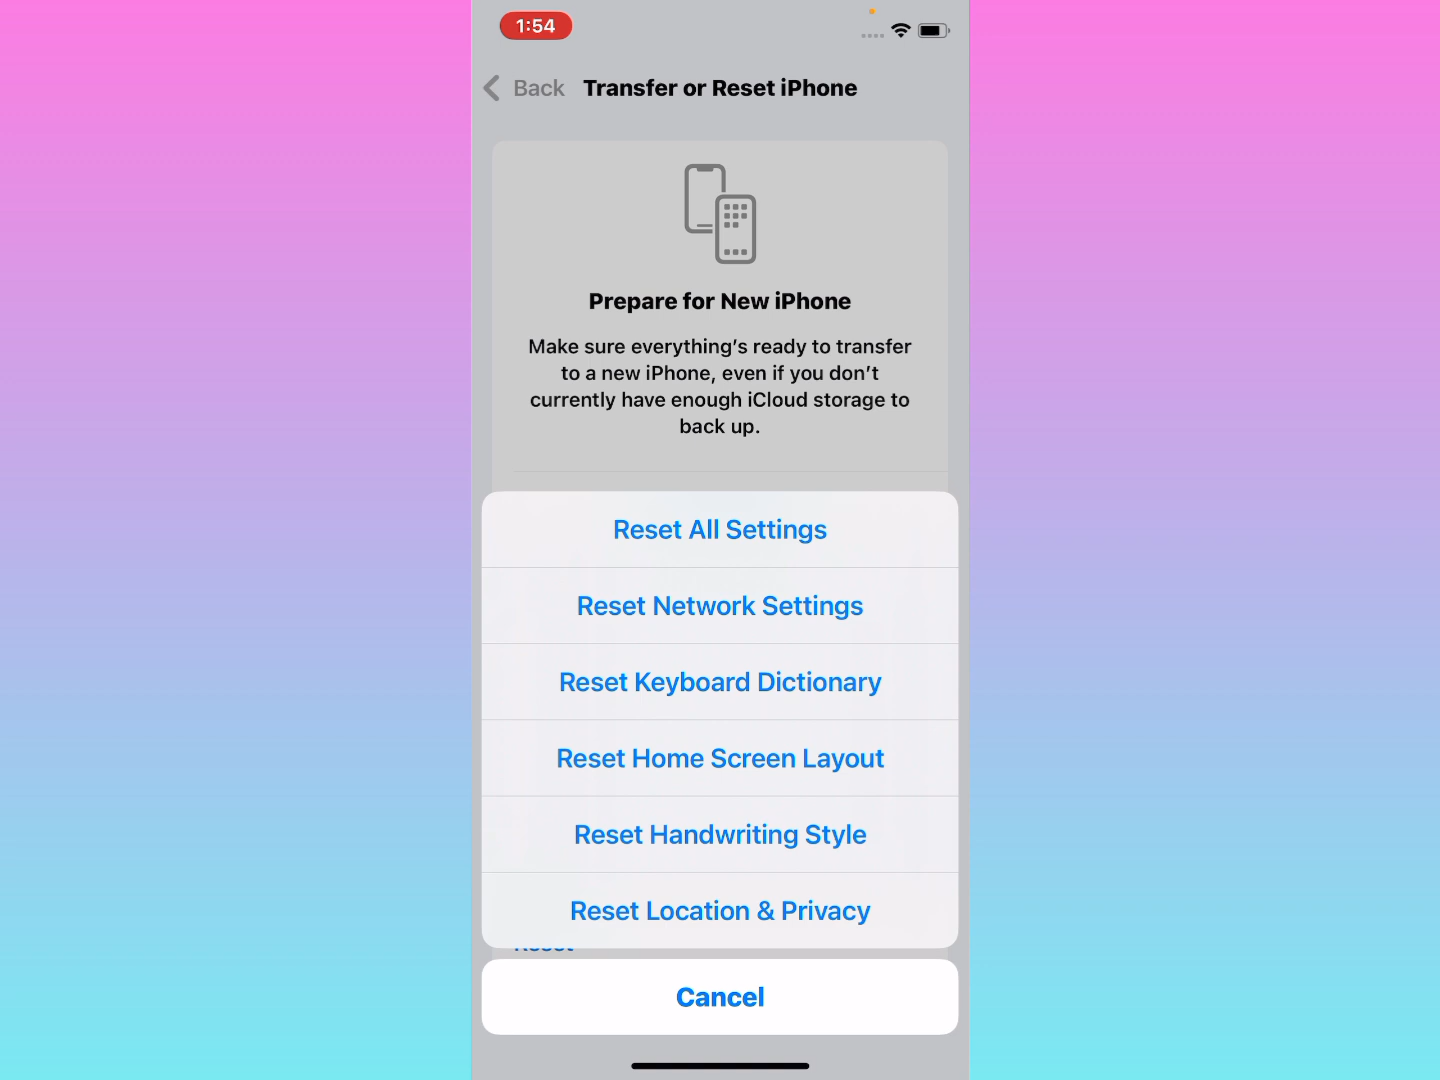 1:54
Back Transfer or Reset iPhone
Prepare for New iPhone
Make sure everything’s ready to transfer
to a new iPhone, even if you don’t
currently have enough iCloud storage to
back up.
Reset All Settings
Reset Network Settings
Reset Keyboard Dictionary
Reset Home Screen Layout
Reset Handwriting Style
Reset Location & Privacy
Reset
Cancel